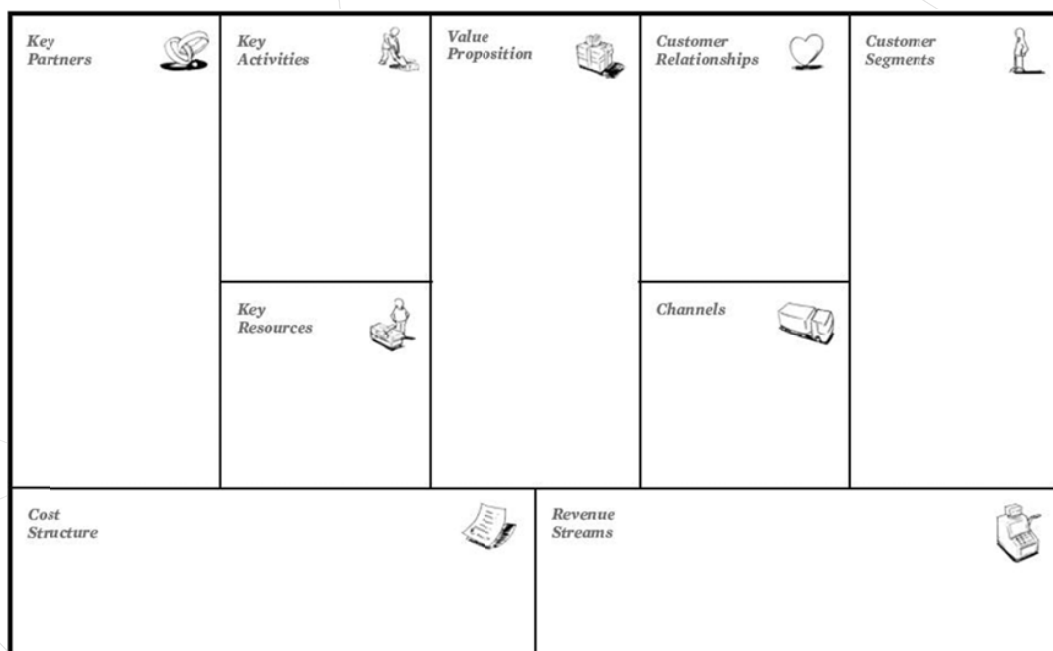 Key
Partners
Key
Activities
Value
Proposition
Customer
Relationships
Customer
Segments
Key
Resources
Channels
Cost
Structure
Revenue
Streams